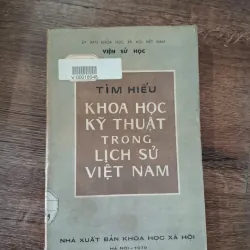 ỦY BAN KHOA HỌC XÃ HỘI VIỆT NAM
VIỆN SỬ HỌC
TÌM HIỂU
KHOA HỌC
KỸ THUẬT
TRONG
LỊCH SỬ
VIỆT NAM
NHÀ XUẤT BẢN KHOA HỌC XÃ HỘI